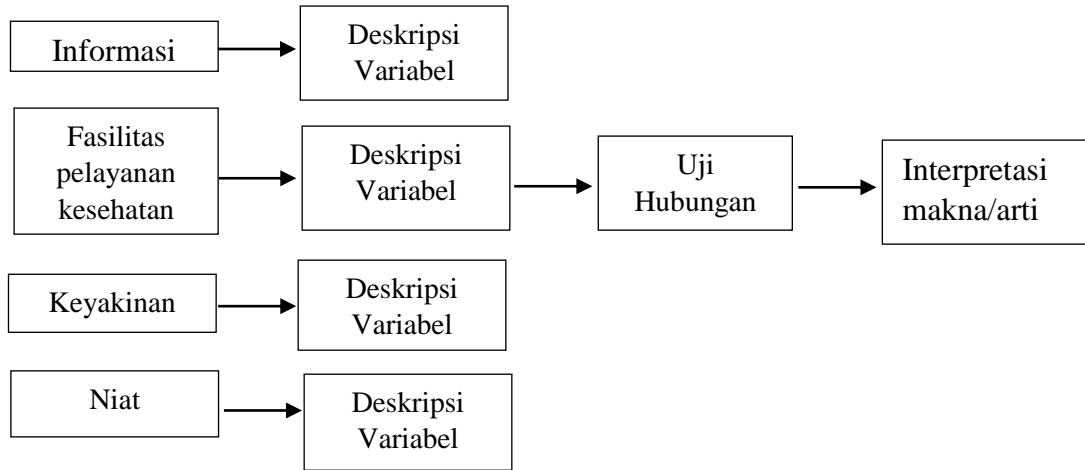 Informasi
Deskripsi
Variabel
Fasilitas
pelayanan
kesehatan
Deskripsi
Variabel
Uji
Hubungan
Interpretasi
makna/arti
Keyakinan
Deskripsi
Variabel
Niat
Deskripsi
Variabel